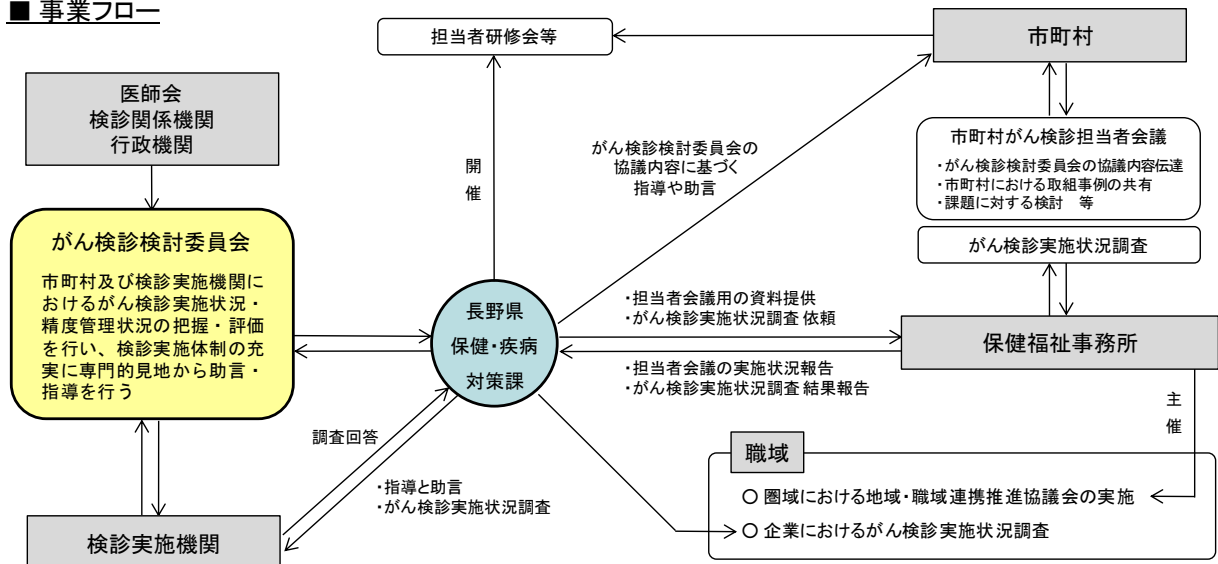 ■ 事業フロー
担当者研修会等
市町村
医師会
検診関係機関
行政機関
開
催
がん検診検討委員会の
協議内容に基づく
指導や助言
市町村がん検診担当者会議
・がん検診検討委員会の協議内容伝達
・市町村における取組事例の共有
・課題に対する検討　等
がん検診実施状況調査
がん検診検討委員会
市町村及び検診実施機関に
おけるがん検診実施状況・
精度管理状況の把握・評価
を行い、検診実施体制の充
実に専門的見地から助言・
指導を行う
長野県
保健・疾病
対策課
・担当者会議用の資料提供
・がん検診実施状況調査 依頼
・担当者会議の実施状況報告
・がん検診実施状況調査 結果報告
保健福祉事務所
主
催
調査回答
・指導と助言
・がん検診実施状況調査
検診実施機関
職域
○ 圏域における地域・職域連携推進協議会の実施
○ 企業におけるがん検診実施状況調査